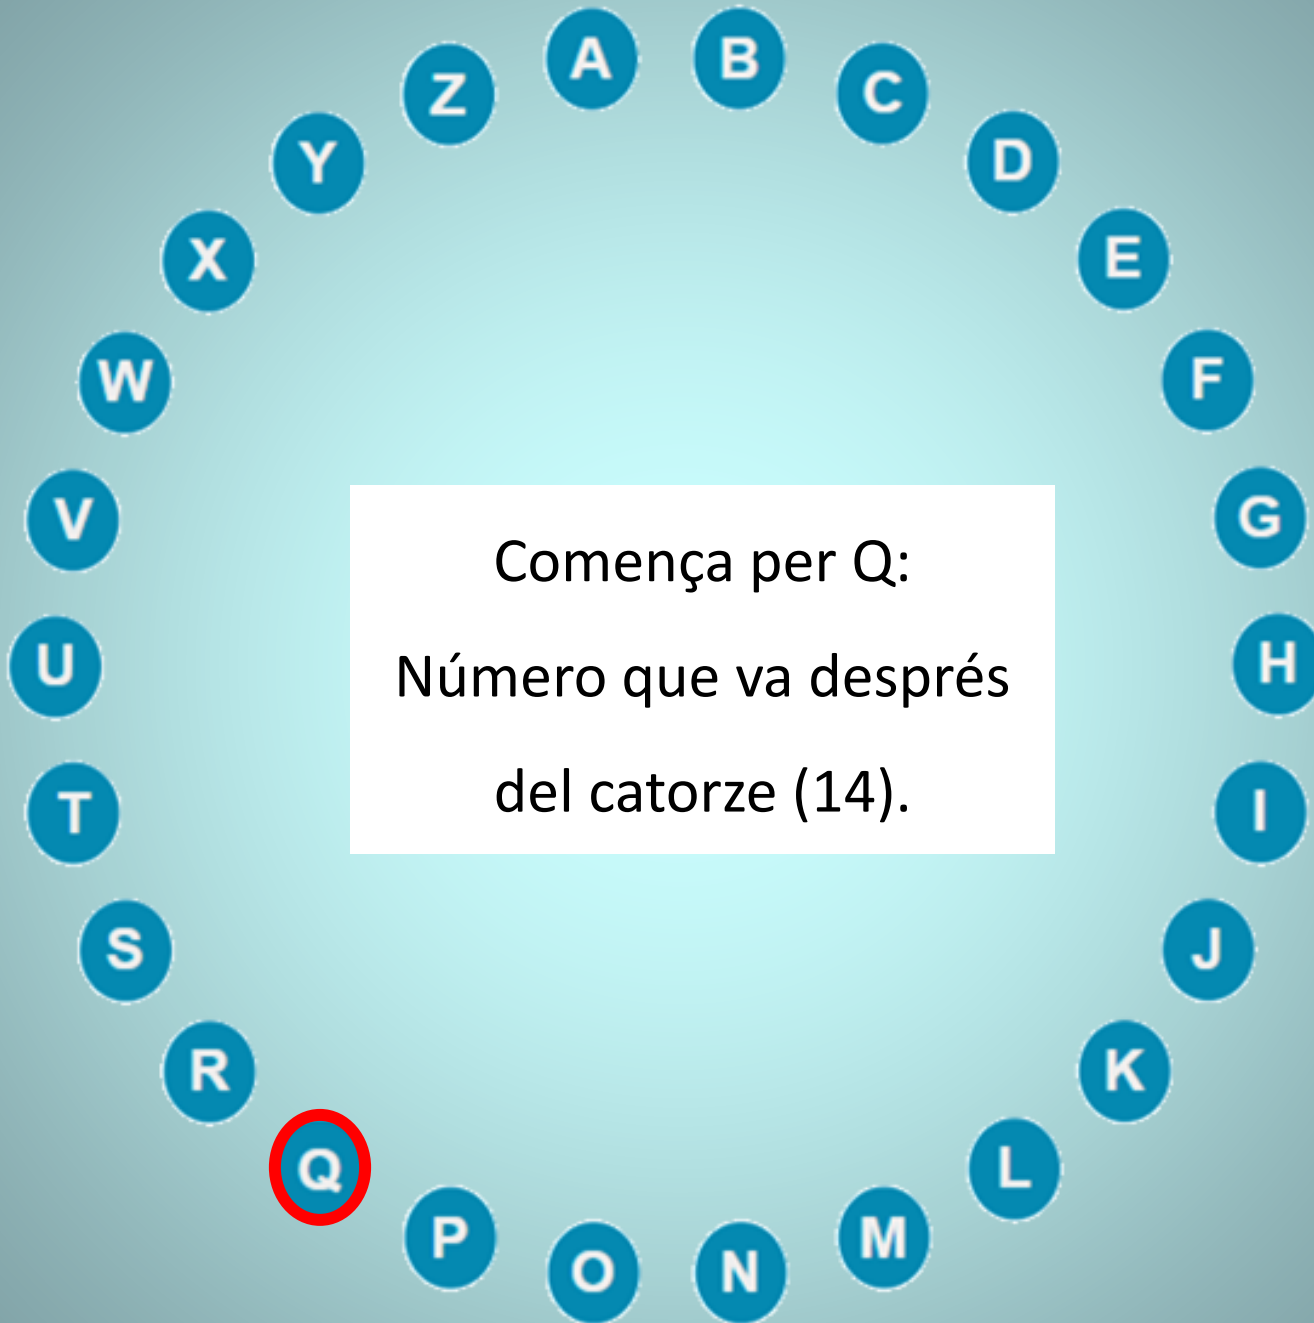 A
B
C
D
E
F
G
H
I
J
K
L
M
N
O
P
Q
R
S
T
U
V
W
X
Y
Z
Comença per Q:
Número que va després
del catorze (14).